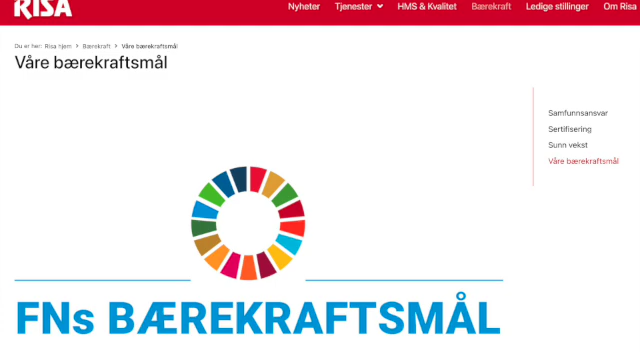 RISA
Nyheter Tjenester HMS & Kvalitet Bærekraft Ledige stillinger Om Risa
Du er her: Risa hjem > Bærekraft > Våre bærekraftsmål
Våre bærekraftsmål
Samfunnsansvar
Sertifisering
Sunn vekst
Våre bærekraftsmål
FNs BÆREKRAFTSMÅL